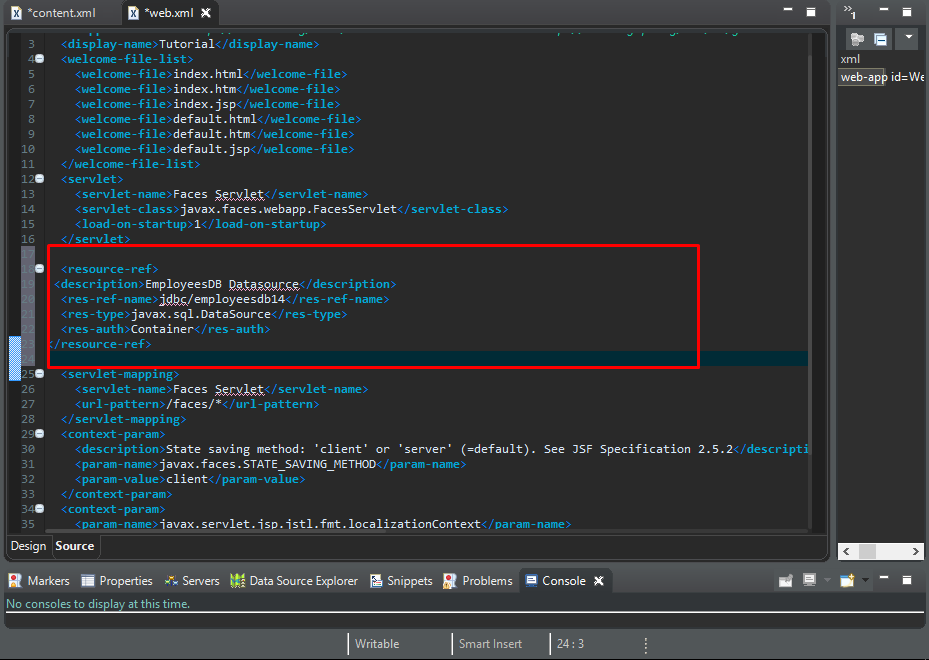 *content.xml
*web.xml
1
3 <display-name>Tutorial</display-name>
4 <welcome-file-list>
5 <welcome-file>index.html</welcome-file>
6 <welcome-file>index.htm</welcome-file>
7 <welcome-file>index.jsp</welcome-file>
8 <welcome-file>default.html</welcome-file>
9 <welcome-file>default.htm</welcome-file>
10 <welcome-file>default.jsp</welcome-file>
11 </welcome-file-list>
12 <servlet>
13 <servlet-name>Faces Servlet</servlet-name>
14 <servlet-class>javax.faces.webapp.FacesServlet</servlet-class>
15 <load-on-startup>1</load-on-startup>
16 </servlet>
17
18 <resource-ref>
19 <description>EmployeesDB Datasource</description>
20 <res-ref-name>jdbc/employeesdb14</res-ref-name>
21 <res-type>javax.sql.DataSource</res-type>
22 <res-auth>Container</res-auth>
23 </resource-ref>
24
25 <servlet-mapping>
26 <servlet-name>Faces Servlet</servlet-name>
27 <url-pattern>/faces/*</url-pattern>
28 </servlet-mapping>
29 <context-param>
30 <description>State saving method: 'client' or 'server' (=default). See JSF Specification 2.5.2</descripti
31 <param-name>javax.faces.STATE_SAVING_METHOD</param-name>
32 <param-value>client</param-value>
33 </context-param>
34 <context-param>
35 <param-name>javax.servlet.jsp.jstl.fmt.localizationContext</param-name>
xml
web-app id=We
Design Source
Markers Properties Servers Data Source Explorer Snippets Problems Console
No consoles to display at this time.
Writable Smart Insert 24 : 3